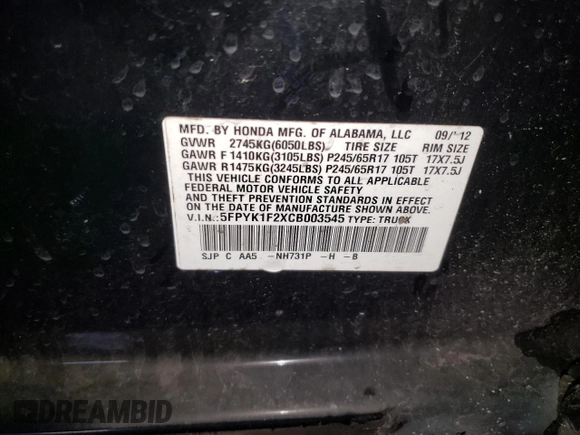 MFD. BY HONDA MFG. OF ALABAMA, LLC 09/12
GVWR 2745KG(6050LBS) TIRE SIZE RIM SIZE
GAWR F 1410KG(3105LBS) P245/65R17 105T 17X7.5J
GAWR R 1475KG(3245LBS) P245/65R17 105T 17X7.5J
THIS VEHICLE CONFORMS TO ALL APPLICABLE
FEDERAL MOTOR VEHICLE SAFETY
AND THEFT PREVENTION STANDARDS IN EFFECT
ON THE DATE OF MANUFACTURE SHOWN ABOVE.
V.I.N.: 5FPYK1F2XCB003545 TYPE: TRUCK
SJP C AA5 -NH731P -H -B
DREAMBID